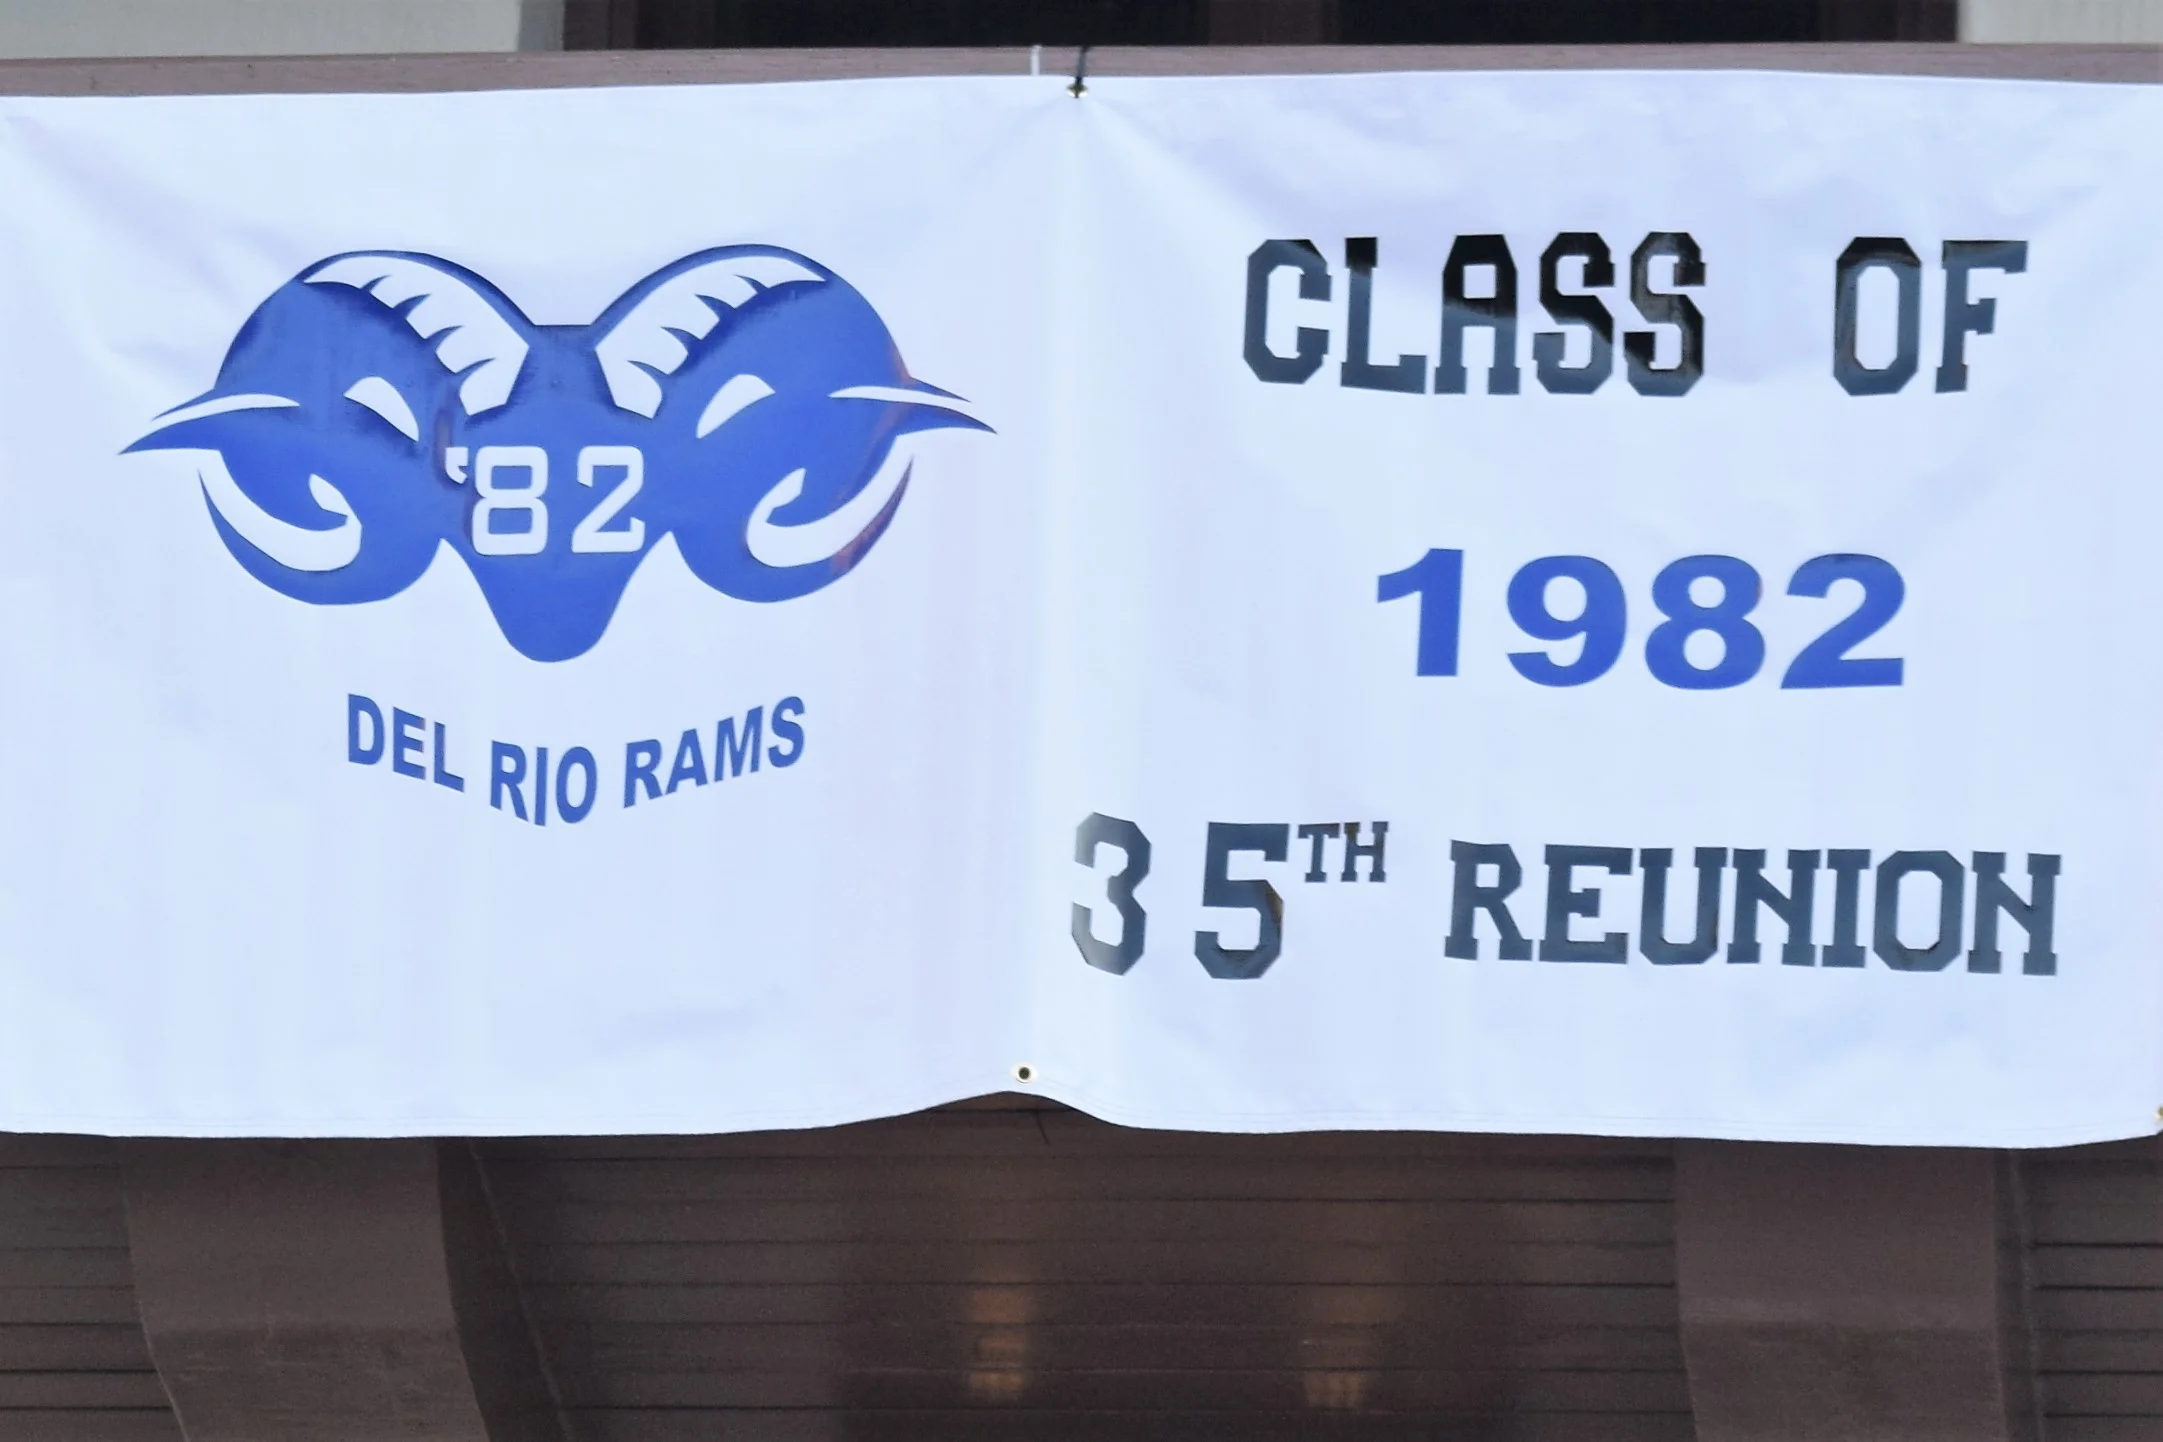 '82
DEL RIO RAMS
CLASS OF
1982
35TH REUNION